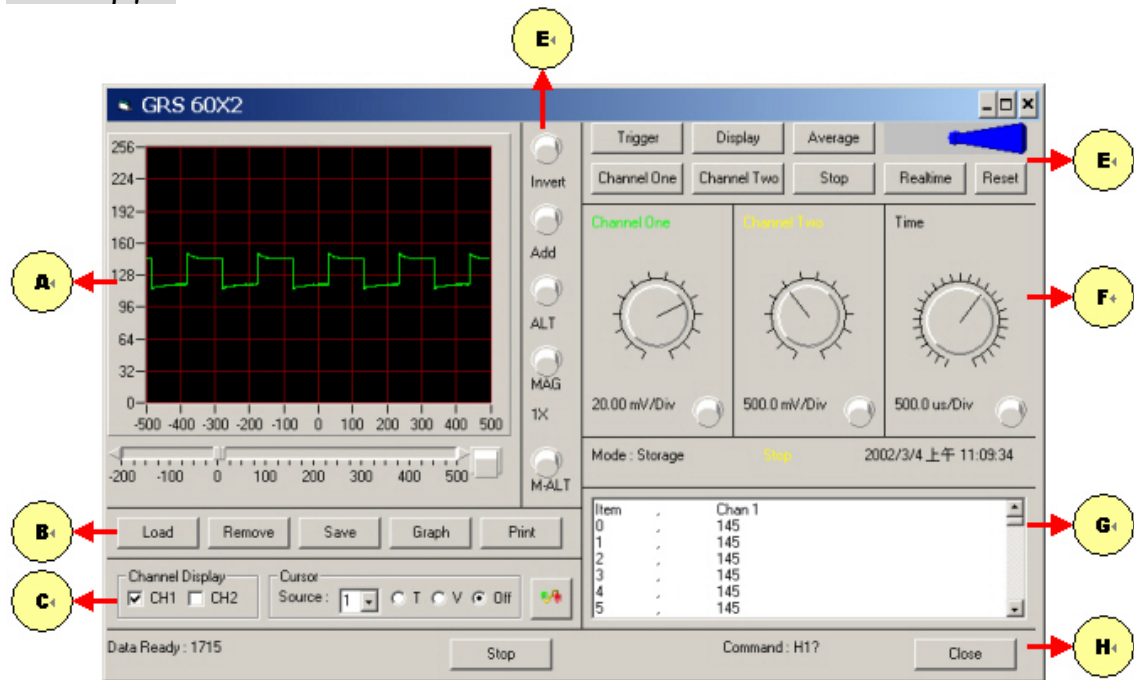 E
GRS 60X2
Trigger Display Average
256
224
192
160
128
96
64
32
0
-500 -400 -300 -200 -100 0 100 200 300 400 500
-200 -100 0 100 200 300 400 500
Invert
Add
ALT
MAG
1X
M-ALT
Channel One Channel Two Stop Realtime Reset
E
Channel One Channel Two Time
A
F
20.00 mV/Div 500.0 mV/Div 500.0 us/Div
Mode : Storage Stop 2002/3/4 上午 11:09:34
B
Load Remove Save Graph Print
Item , Chan 1
0 , 145
1 , 145
2 , 145
3 , 145
4 , 145
5 , 145
G
C
Channel Display
CH1 CH2
Cursor
Source : 1 T V Off
Data Ready : 1715 Stop Command : H1? Close
H